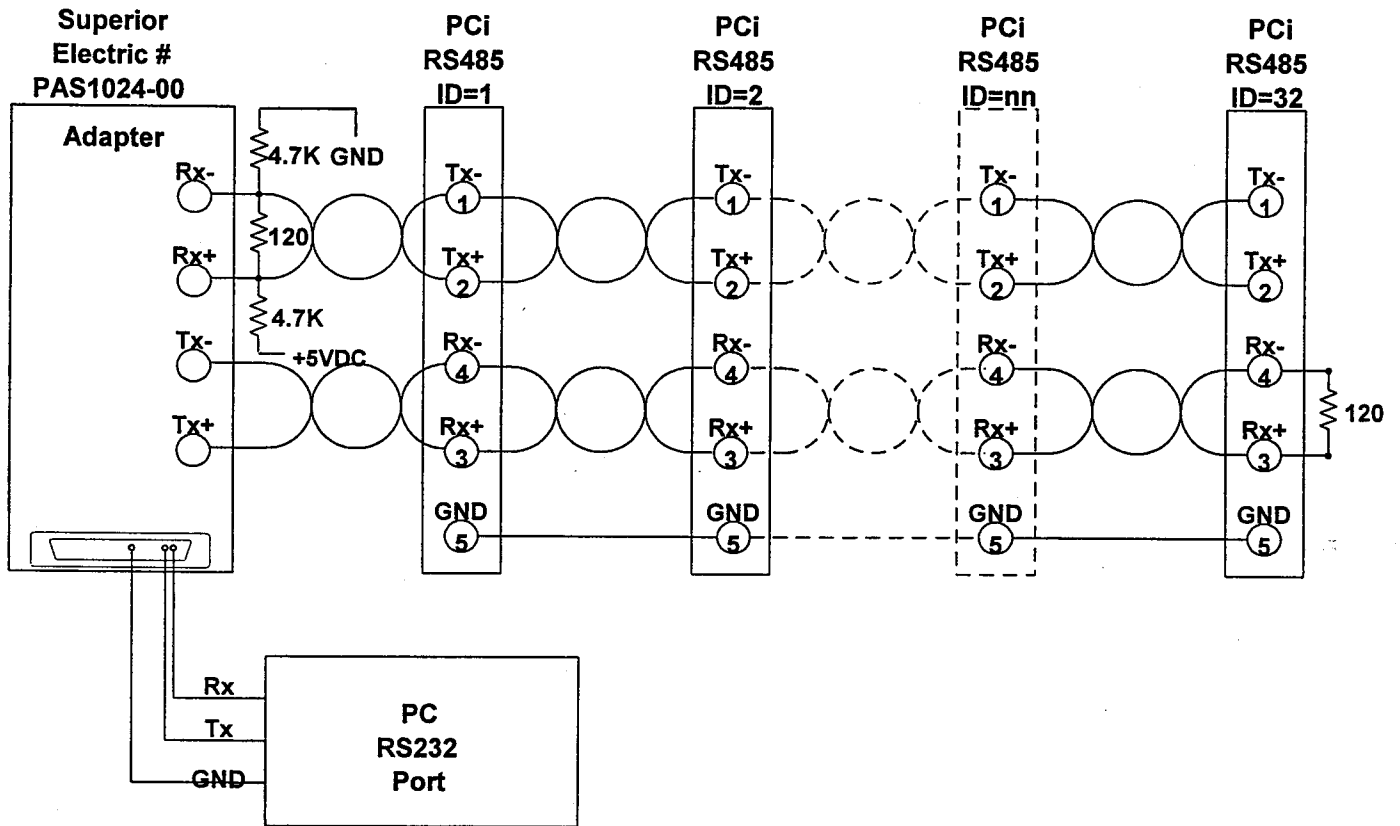 Superior
Electric #
PAS1024-00
Adapter
Rx-
Rx+
Tx-
Tx+
4.7K
GND
120
4.7K
+5VDC
PCi
RS485
ID=1
Tx-
1
Tx+
2
Rx-
4
Rx+
3
GND
5
PCi
RS485
ID=2
Tx-
1
Tx+
2
Rx-
4
Rx+
3
GND
5
PCi
RS485
ID=nn
Tx-
1
Tx+
2
Rx-
4
Rx+
3
GND
5
PCi
RS485
ID=32
Tx-
1
Tx+
2
Rx-
4
Rx+
3
GND
5
120
Rx
Tx
GND
PC
RS232
Port